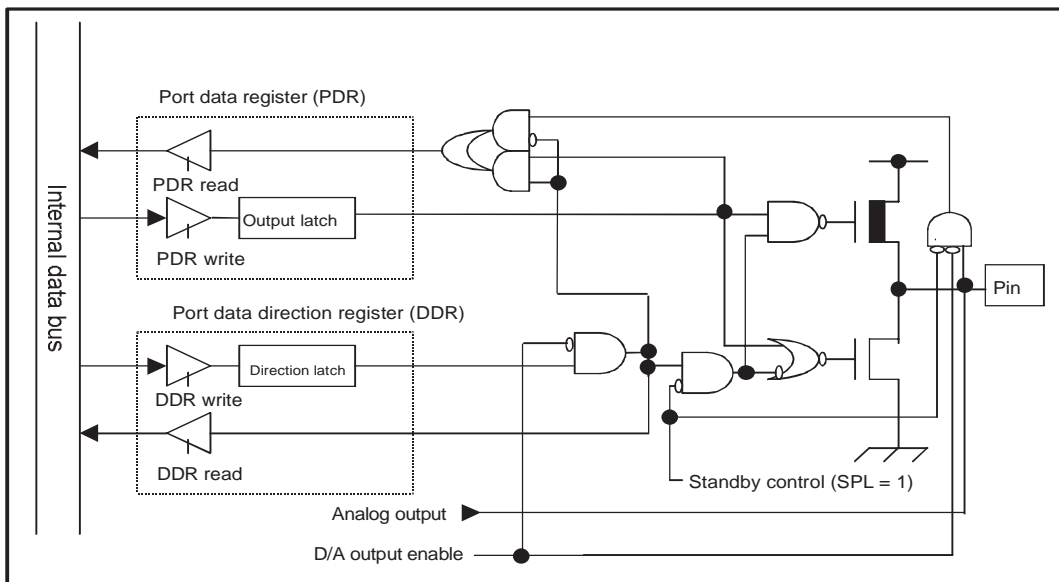 Port data register (PDR)
PDR read
Output latch
PDR write
Internal data bus
Pin
Port data direction register (DDR)
Direction latch
DDR write
DDR read
Standby control (SPL = 1)
Analog output
D/A output enable